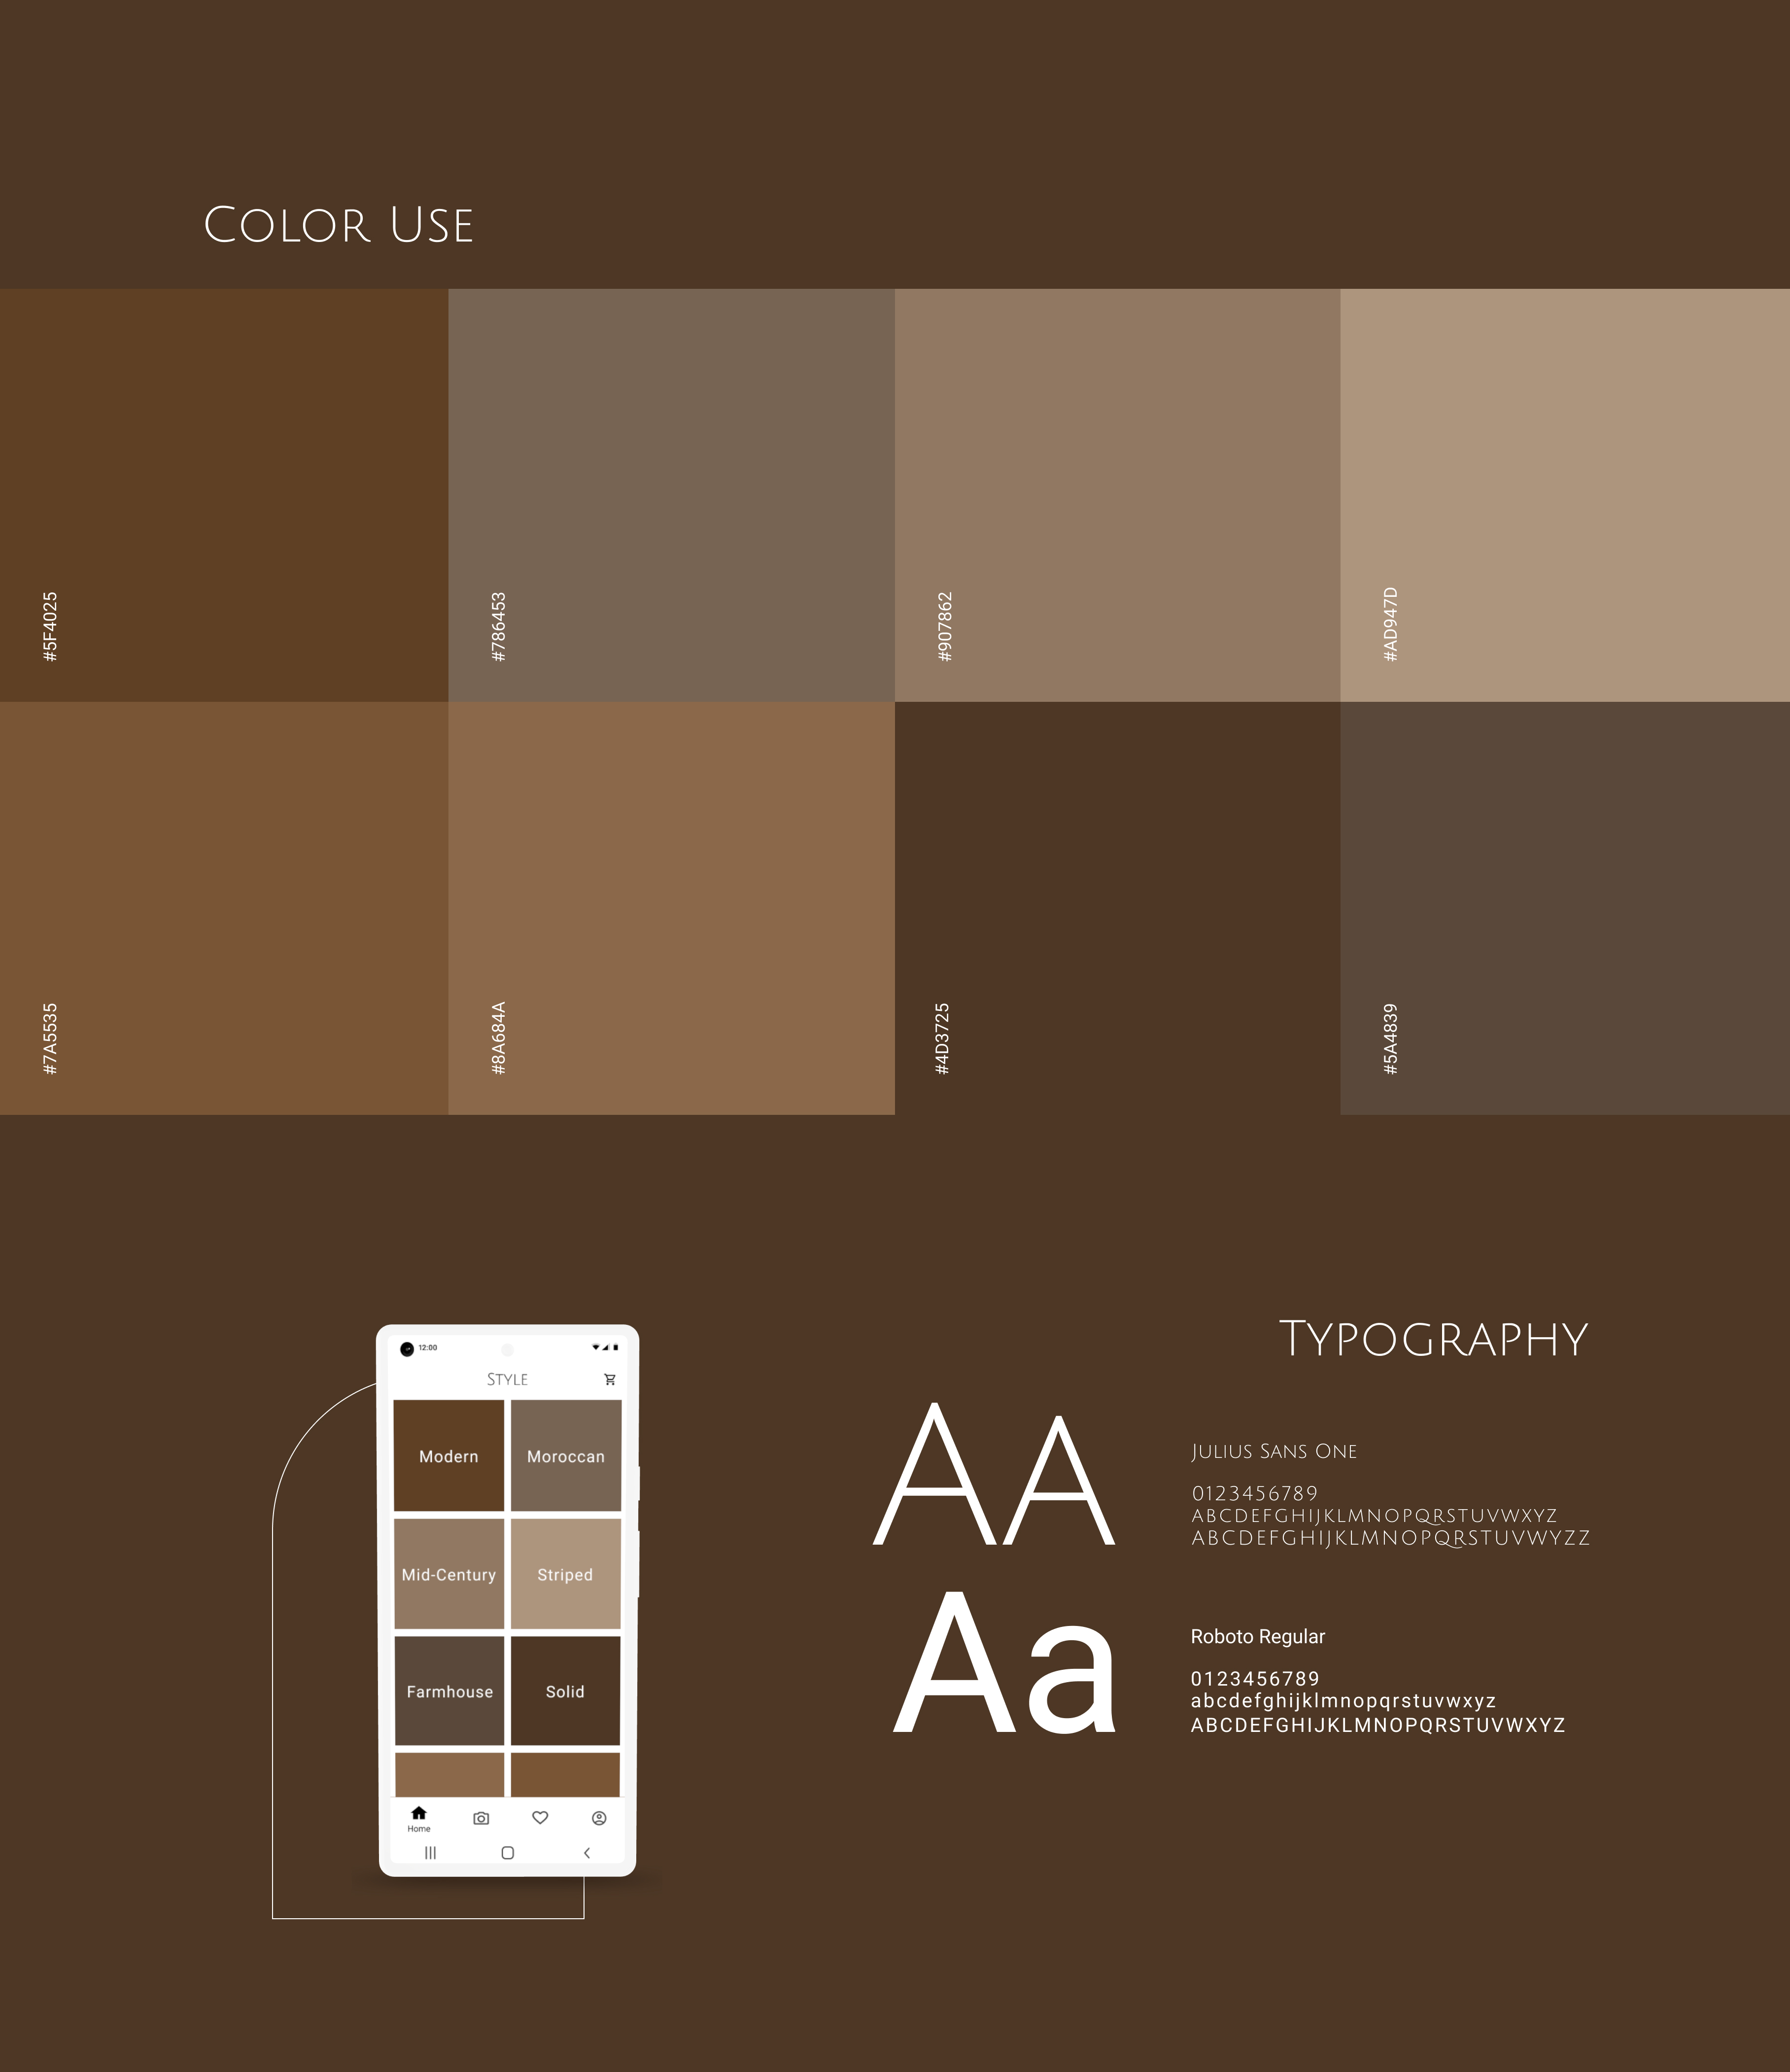 Color Use
#5F4025
#786453
#907862
#AD947D
#7A5535
#8A684A
#4D3725
#5A4839
12:00
Style
Modern
Moroccan
Mid-Century
Striped
Farmhouse
Solid
Home
Typography
AA
Julius Sans One
0123456789
ABCDEFGHIJKLMNOPQRSTUVWXYZ
ABCDEFGHIJKLMNOPQRSTUVWYZZ
Aa
Roboto Regular
0123456789
abcdefghijklmnopqrstuvwxyz
ABCDEFGHIJKLMNOPQRSTUVWXYZ